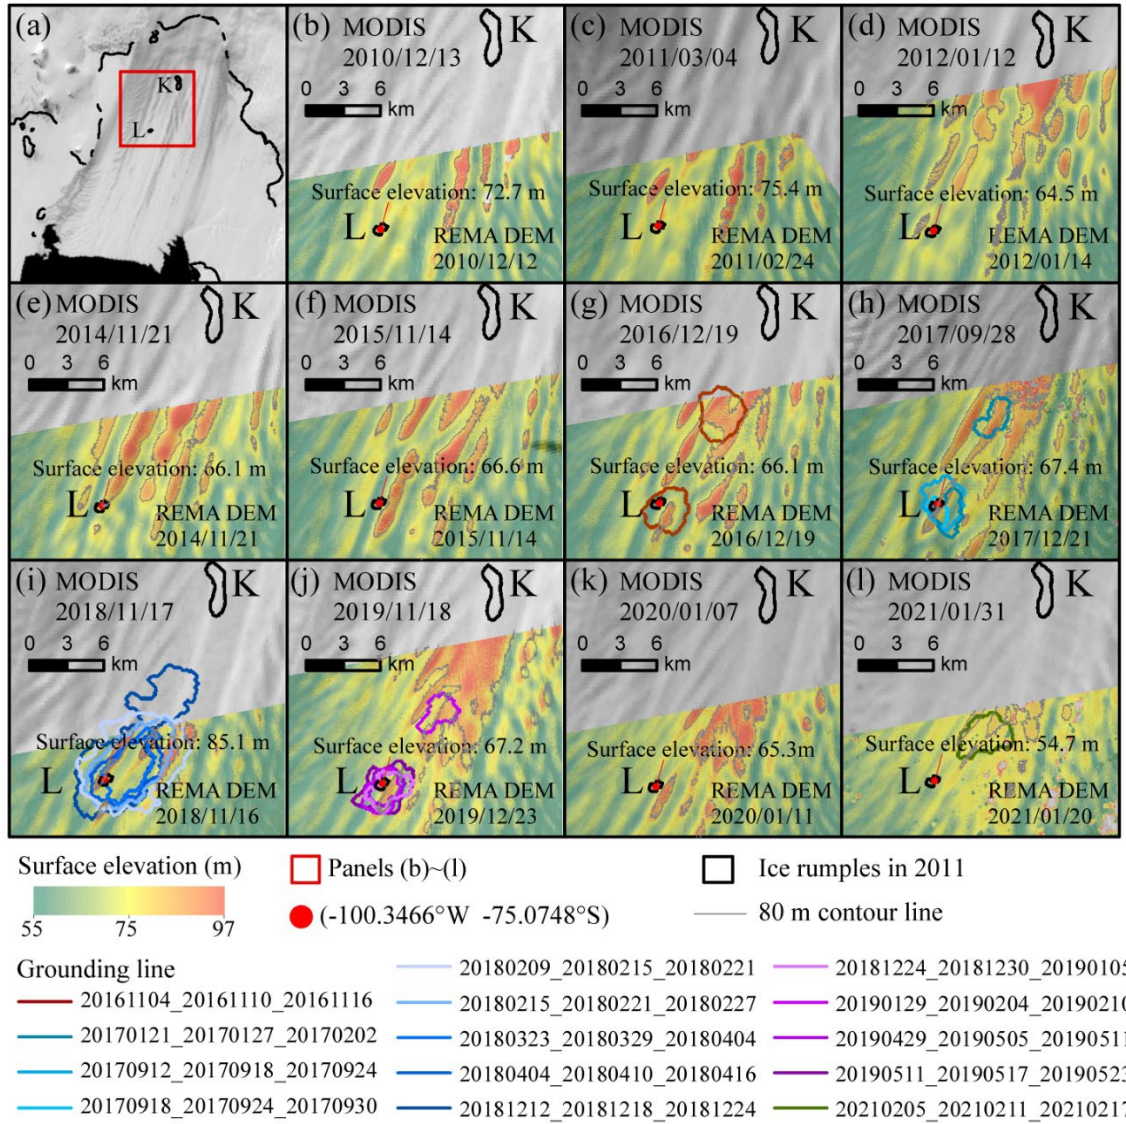 (a)
K
L
(b) MODIS
2010/12/13
K
0 3 6
km
Surface elevation: 72.7 m
L
REMA DEM
2010/12/12
(c) MODIS
2011/03/04
K
0 3 6
km
Surface elevation: 75.4 m
L
REMA DEM
2011/02/24
(d) MODIS
2012/01/12
K
0 3 6
km
Surface elevation: 64.5 m
L
REMA DEM
2012/01/14
(e) MODIS
2014/11/21
K
0 3 6
km
Surface elevation: 66.1 m
L
REMA DEM
2014/11/21
(f) MODIS
2015/11/14
K
0 3 6
km
Surface elevation: 66.6 m
L
REMA DEM
2015/11/14
(g) MODIS
2016/12/19
K
0 3 6
km
Surface elevation: 66.1 m
L
REMA DEM
2016/12/19
(h) MODIS
2017/09/28
K
0 3 6
km
Surface elevation: 67.4 m
L
REMA DEM
2017/12/21
(i) MODIS
2018/11/17
K
0 3 6
km
Surface elevation: 85.1 m
L
REMA DEM
2018/11/16
(j) MODIS
2019/11/18
K
0 3 6
km
Surface elevation: 67.2 m
L
REMA DEM
2019/12/23
(k) MODIS
2020/01/07
K
0 3 6
km
Surface elevation: 65.3m
L
REMA DEM
2020/01/11
(l) MODIS
2021/01/31
K
0 3 6
km
Surface elevation: 54.7 m
L
REMA DEM
2021/01/20
Surface elevation (m)
55 75 97
Panels (b)~(l)
Ice rumples in 2011
(-100.3466°W -75.0748°S)
80 m contour line
Grounding line
20161104_20161110_20161116
20170121_20170127_20170202
20170912_20170918_20170924
20170918_20170924_20170930
20180209_20180215_20180221
20180215_20180221_20180227
20180323_20180329_20180404
20180404_20180410_20180416
20181212_20181218_20181224
20181224_20181230_20190105
20190129_20190204_20190210
20190429_20190505_20190511
20190511_20190517_20190523
20210205_20210211_20210217